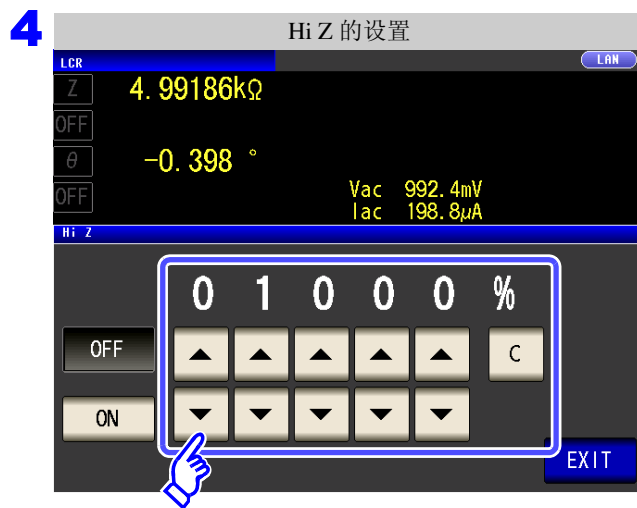 4
Hi Z 的设置
LCR LAN
Z 4.99186kΩ
OFF
θ -0.398 °
OFF Vac 992.4mV
Iac 198.8μA
Hi Z
0 1 0 0 0 %
OFF ▲ ▲ ▲ ▲ ▲ C
ON ▼ ▼ ▼ ▼ ▼
EXIT